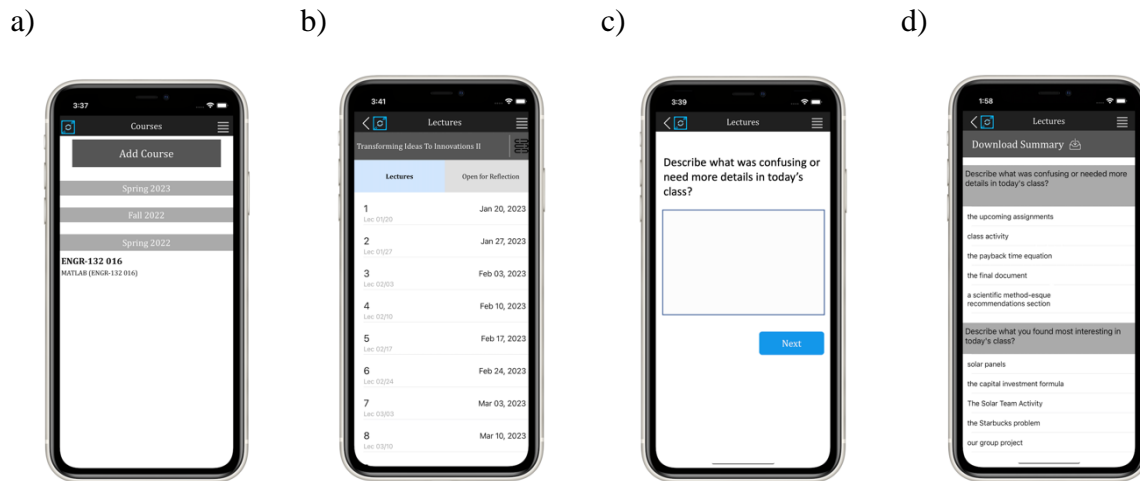 a)
b)
c)
d)
3:37
Courses
Add Course
Spring 2023
Fall 2022
Spring 2022
ENGR-132 016
MATLAB (ENGR-132 016)
3:41
Lectures
Transforming Ideas To Innovations II
Lectures
Open for Reflection
1 Jan 20, 2023
Lec 01/20
2 Jan 27, 2023
Lec 01/27
3 Feb 03, 2023
Lec 02/03
4 Feb 10, 2023
Lec 02/10
5 Feb 17, 2023
Lec 02/17
6 Feb 24, 2023
Lec 02/24
7 Mar 03, 2023
Lec 03/03
8 Mar 10, 2023
Lec 03/10
3:39
Lectures
Describe what was confusing or
need more details in today's
class?
Next
1:58
Lectures
Download Summary
Describe what was confusing or needed more
details in today's class?
the upcoming assignments
class activity
the payback time equation
the final document
a scientific method-esque
recommendations section
Describe what you found most interesting in
today's class?
solar panels
the capital investment formula
The Solar Team Activity
the Starbucks problem
our group project